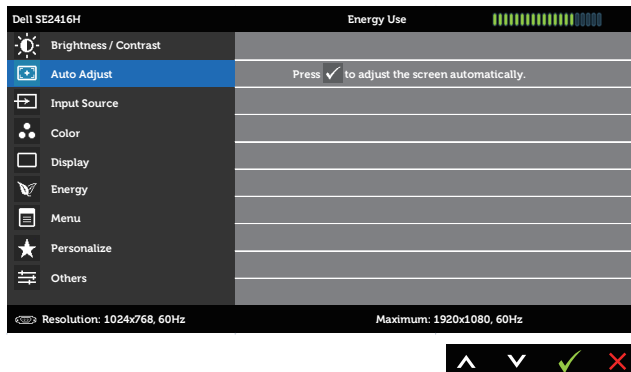 Dell SE2416H Energy Use
Brightness / Contrast
Auto Adjust Press to adjust the screen automatically.
Input Source
Color
Display
Energy
Menu
Personalize
Others
Resolution: 1024x768, 60Hz Maximum: 1920x1080, 60Hz